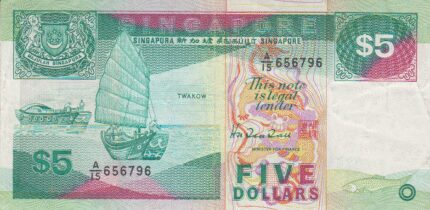 SINGAPORE
SINGAPURA 新加坡 சிங்கப்பூர் SINGAPORE
$5
A/15 656796
TWAKOW
This note
is legal
tender
MINISTER FOR FINANCE
$5
A/15 656796
FIVE
DOLLARS